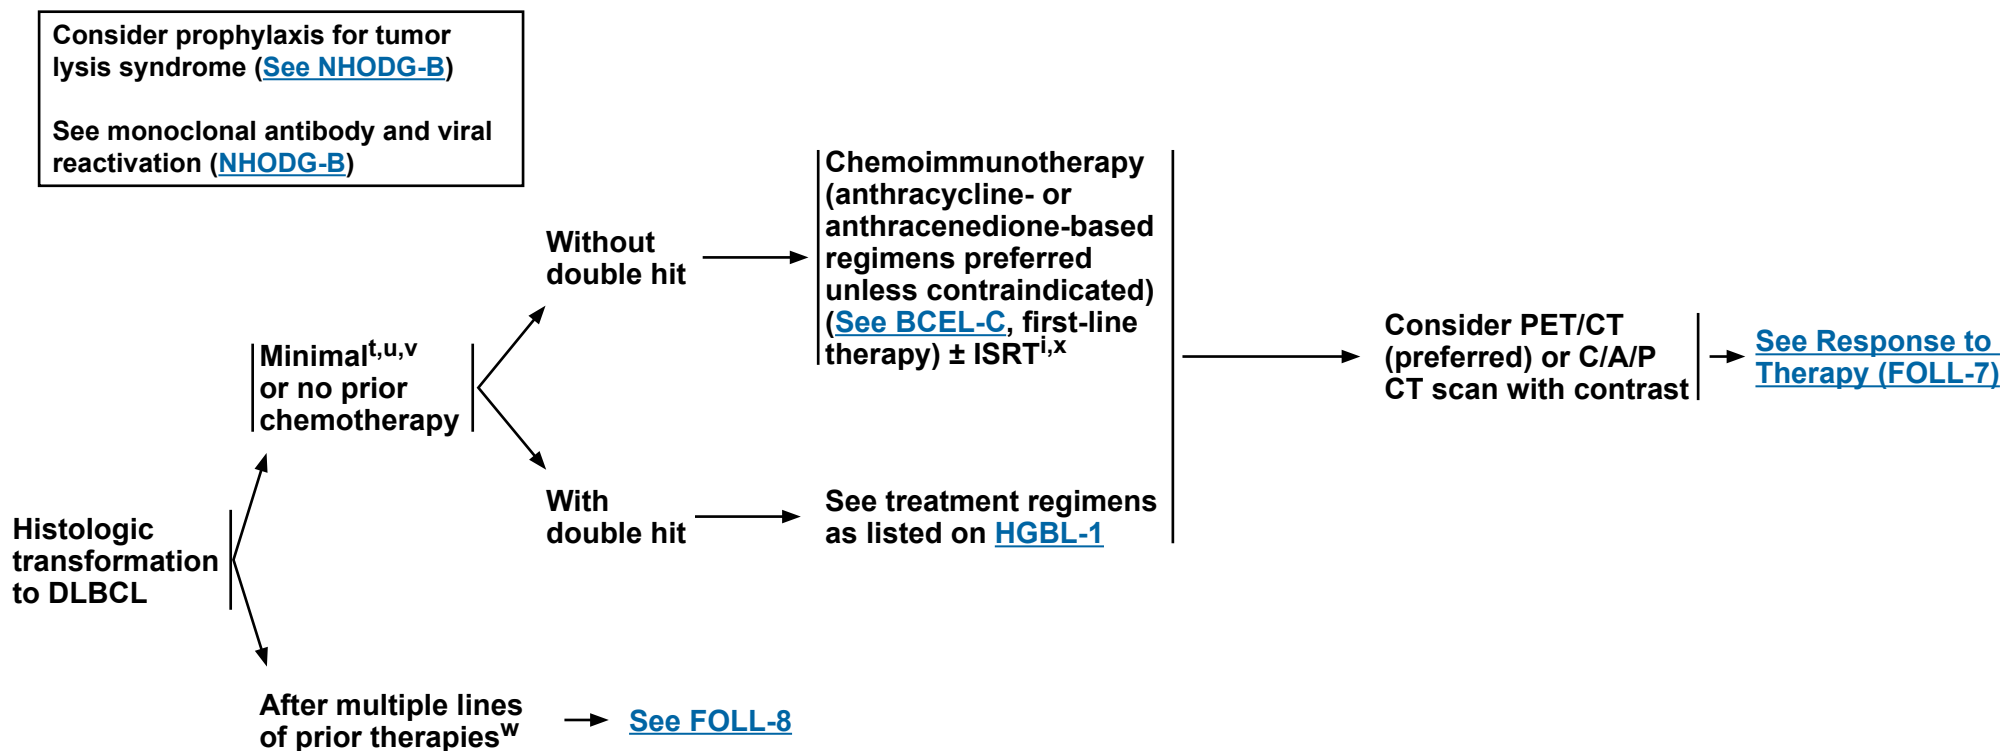 Consider prophylaxis for tumor
lysis syndrome (See NHODG-B)
See monoclonal antibody and viral
reactivation (NHODG-B)
Histologic
transformation
to DLBCL
Minimalt,u,v
or no prior
chemotherapy
Without
double hit
Chemoimmunotherapy
(anthracycline- or
anthracenedione-based
regimens preferred
unless contraindicated)
(See BCEL-C, first-line
therapy) ± ISRTi,x
With
double hit
See treatment regimens
as listed on HGBL-1
Consider PET/CT
(preferred) or C/A/P
CT scan with contrast
See Response to
Therapy (FOLL-7)
After multiple lines
of prior therapiesw
See FOLL-8